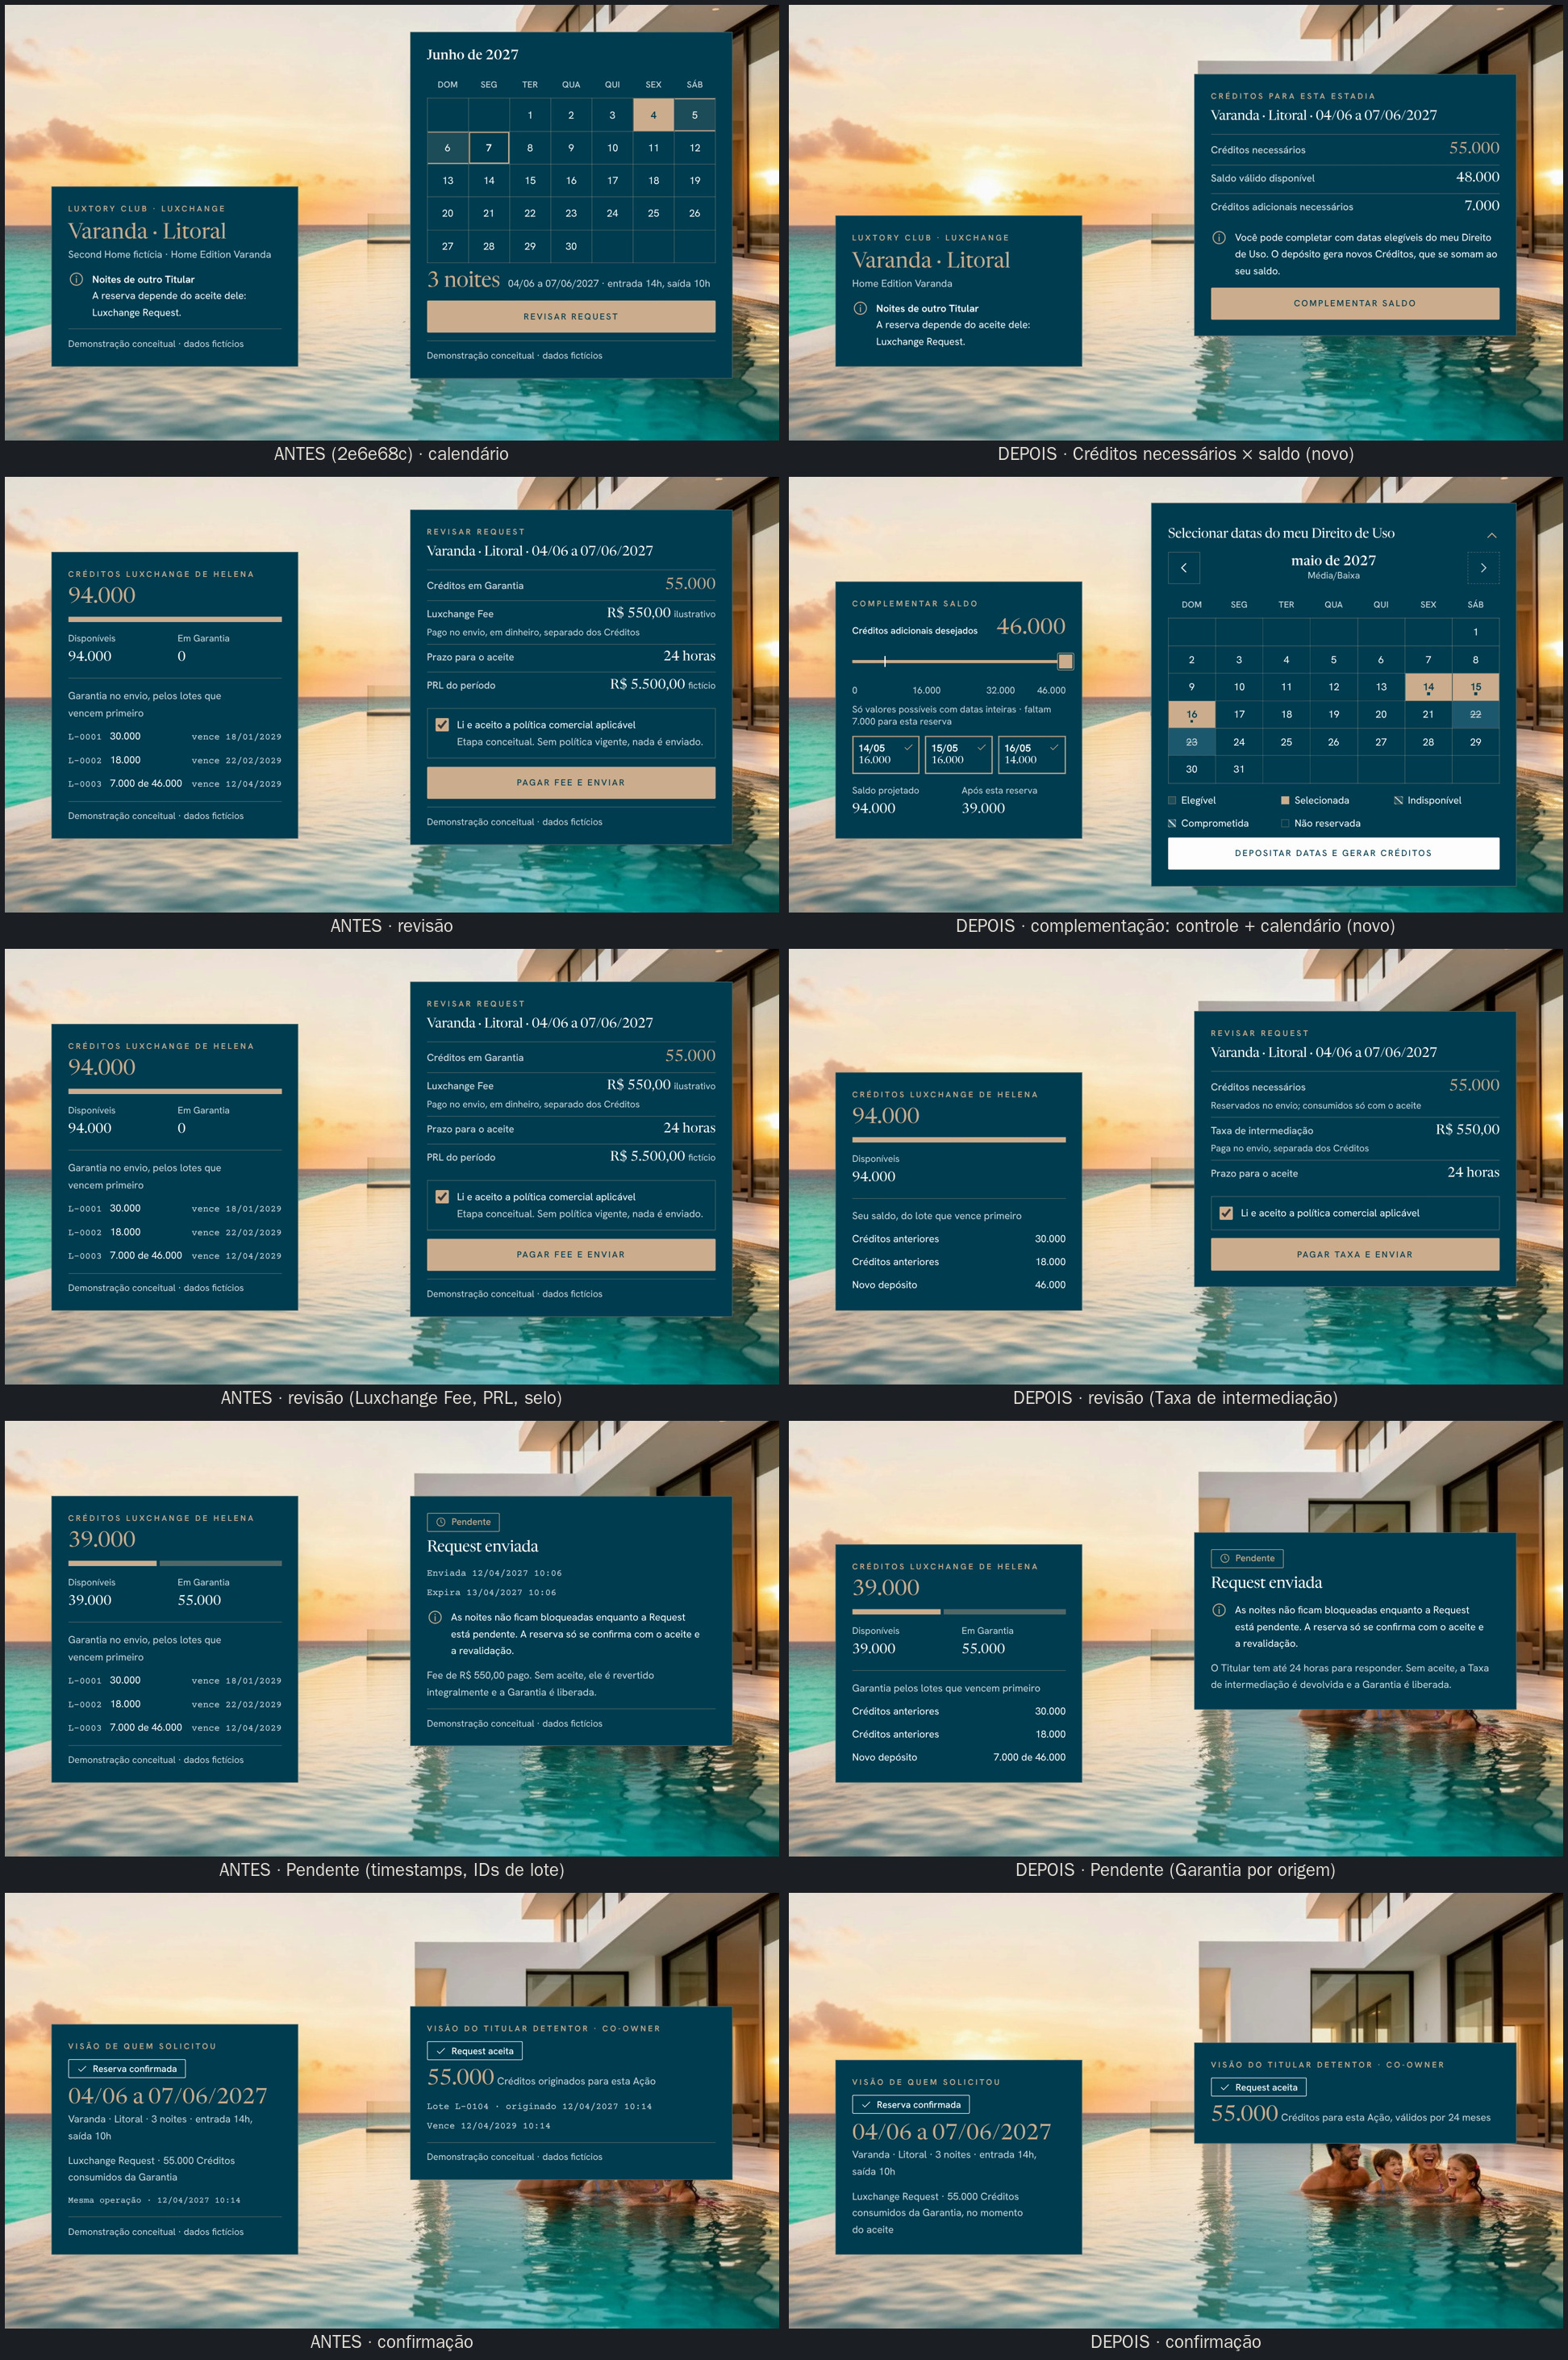 LUXTORY CLUB · LUXCHANGE
Varanda · Litoral
Second Home fictícia · Home Edition Varanda
Noites de outro Titular
A reserva depende do aceite dele:
Luxchange Request.
Demonstração conceitual · dados fictícios
Junho de 2027
DOM SEG TER QUA QUI SEX SÁB
1 2 3 4 5
6 7 8 9 10 11 12
13 14 15 16 17 18 19
20 21 22 23 24 25 26
27 28 29 30
3 noites 04/06 a 07/06/2027 · entrada 14h, saída 10h
REVISAR REQUEST
Demonstração conceitual · dados fictícios
ANTES (2e6e68c) · calendário
LUXTORY CLUB · LUXCHANGE
Varanda · Litoral
Home Edition Varanda
Noites de outro Titular
A reserva depende do aceite dele:
Luxchange Request.
CRÉDITOS PARA ESTA ESTADIA
Varanda · Litoral · 04/06 a 07/06/2027
Créditos necessários 55.000
Saldo válido disponível 48.000
Créditos adicionais necessários 7.000
Você pode completar com datas elegíveis do meu Direito
de Uso. O depósito gera novos Créditos, que se somam ao
seu saldo.
COMPLEMENTAR SALDO
DEPOIS · Créditos necessários × saldo (novo)
CRÉDITOS LUXCHANGE DE HELENA
94.000
Disponíveis Em Garantia
94.000 0
Garantia no envio, pelos lotes que
vencem primeiro
L-0001 30.000 vence 18/01/2029
L-0002 18.000 vence 22/02/2029
L-0003 7.000 de 46.000 vence 12/04/2029
Demonstração conceitual · dados fictícios
REVISAR REQUEST
Varanda · Litoral · 04/06 a 07/06/2027
Créditos em Garantia 55.000
Luxchange Fee R$ 550,00 ilustrativo
Pago no envio, em dinheiro, separado dos Créditos
Prazo para o aceite 24 horas
PRL do período R$ 5.500,00 fictício
Li e aceito a política comercial aplicável
Etapa conceitual. Sem política vigente, nada é enviado.
PAGAR FEE E ENVIAR
Demonstração conceitual · dados fictícios
ANTES · revisão
COMPLEMENTAR SALDO
Créditos adicionais desejados 46.000
0 16.000 32.000 46.000
Só valores possíveis com datas inteiras · faltam
7.000 para esta reserva
14/05 15/05 16/05
16.000 16.000 14.000
Saldo projetado Após esta reserva
94.000 39.000
Selecionar datas do meu Direito de Uso
maio de 2027
Média/Baixa
DOM SEG TER QUA QUI SEX SÁB
1
2 3 4 5 6 7 8
9 10 11 12 13 14 15
16 17 18 19 20 21 22
23 24 25 26 27 28 29
30 31
Elegível Selecionada Indisponível
Comprometida Não reservada
DEPOSITAR DATAS E GERAR CRÉDITOS
DEPOIS · complementação: controle + calendário (novo)
CRÉDITOS LUXCHANGE DE HELENA
94.000
Disponíveis Em Garantia
94.000 0
Garantia no envio, pelos lotes que
vencem primeiro
L-0001 30.000 vence 18/01/2029
L-0002 18.000 vence 22/02/2029
L-0003 7.000 de 46.000 vence 12/04/2029
Demonstração conceitual · dados fictícios
REVISAR REQUEST
Varanda · Litoral · 04/06 a 07/06/2027
Créditos em Garantia 55.000
Luxchange Fee R$ 550,00 ilustrativo
Pago no envio, em dinheiro, separado dos Créditos
Prazo para o aceite 24 horas
PRL do período R$ 5.500,00 fictício
Li e aceito a política comercial aplicável
Etapa conceitual. Sem política vigente, nada é enviado.
PAGAR FEE E ENVIAR
Demonstração conceitual · dados fictícios
ANTES · revisão (Luxchange Fee, PRL, selo)
CRÉDITOS LUXCHANGE DE HELENA
94.000
Disponíveis
94.000
Seu saldo, do lote que vence primeiro
Créditos anteriores 30.000
Créditos anteriores 18.000
Novo depósito 46.000
REVISAR REQUEST
Varanda · Litoral · 04/06 a 07/06/2027
Créditos necessários 55.000
Reservados no envio; consumidos só com o aceite
Taxa de intermediação R$ 550,00
Paga no envio, separada dos Créditos
Prazo para o aceite 24 horas
Li e aceito a política comercial aplicável
PAGAR TAXA E ENVIAR
DEPOIS · revisão (Taxa de intermediação)
CRÉDITOS LUXCHANGE DE HELENA
39.000
Disponíveis Em Garantia
39.000 55.000
Garantia no envio, pelos lotes que
vencem primeiro
L-0001 30.000 vence 18/01/2029
L-0002 18.000 vence 22/02/2029
L-0003 7.000 de 46.000 vence 12/04/2029
Demonstração conceitual · dados fictícios
Pendente
Request enviada
Enviada 12/04/2027 10:06
Expira 13/04/2027 10:06
As noites não ficam bloqueadas enquanto a Request
está pendente. A reserva só se confirma com o aceite e
a revalidação.
Fee de R$ 550,00 pago. Sem aceite, ele é revertido
integralmente e a Garantia é liberada.
Demonstração conceitual · dados fictícios
ANTES · Pendente (timestamps, IDs de lote)
CRÉDITOS LUXCHANGE DE HELENA
39.000
Disponíveis Em Garantia
39.000 55.000
Garantia pelos lotes que vencem primeiro
Créditos anteriores 30.000
Créditos anteriores 18.000
Novo depósito 7.000 de 46.000
Pendente
Request enviada
As noites não ficam bloqueadas enquanto a Request
está pendente. A reserva só se confirma com o aceite e
a revalidação.
O Titular tem até 24 horas para responder. Sem aceite, a Taxa
de intermediação é devolvida e a Garantia é liberada.
DEPOIS · Pendente (Garantia por origem)
VISÃO DE QUEM SOLICITOU
Reserva confirmada
04/06 a 07/06/2027
Varanda · Litoral · 3 noites · entrada 14h,
saída 10h
Luxchange Request · 55.000 Créditos
consumidos da Garantia
Mesma operação · 12/04/2027 10:14
Demonstração conceitual · dados fictícios
VISÃO DO TITULAR DETENTOR · CO-OWNER
Request aceita
55.000 Créditos originados para esta Ação
Lote L-0104 · originado 12/04/2027 10:14
Vence 12/04/2029 10:14
Demonstração conceitual · dados fictícios
ANTES · confirmação
VISÃO DE QUEM SOLICITOU
Reserva confirmada
04/06 a 07/06/2027
Varanda · Litoral · 3 noites · entrada 14h,
saída 10h
Luxchange Request · 55.000 Créditos
consumidos da Garantia, no momento
do aceite
VISÃO DO TITULAR DETENTOR · CO-OWNER
Request aceita
55.000 Créditos para esta Ação, válidos por 24 meses
DEPOIS · confirmação